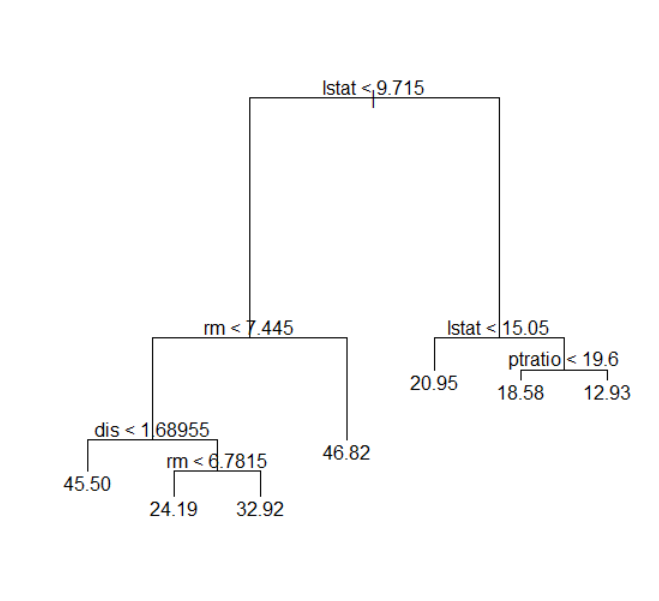 lstat < 9.715
rm < 7.445
lstat < 15.05
ptratio < 19.6
20.95
18.58
12.93
dis < 1.68955
46.82
rm < 6.7815
45.50
24.19
32.92